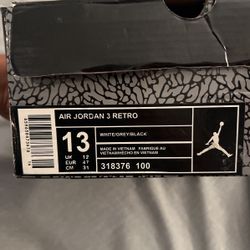 AIR JORDAN 3 RETRO
13
UK 12
EUR 47
CM 31
WHITE/GREY/BLACK
MADE IN VIETNAM FABRIQUE AU
VIETNAM/HECHO EN VIETNAM
318376 100